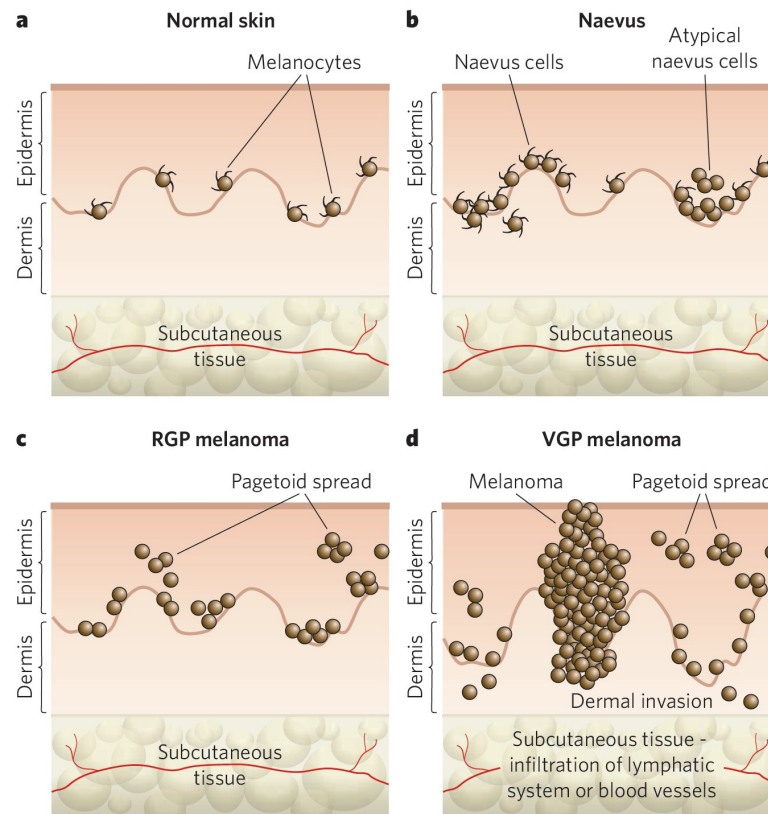 a
Normal skin
Melanocytes
Epidermis
Dermis
Subcutaneous
tissue
b
Naevus
Naevus cells
Atypical
naevus cells
Epidermis
Dermis
Subcutaneous
tissue
c
RGP melanoma
Pagetoid spread
Epidermis
Dermis
Subcutaneous
tissue
d
VGP melanoma
Melanoma
Pagetoid spread
Epidermis
Dermis
Dermal invasion
Subcutaneous tissue -
infiltration of lymphatic
system or blood vessels